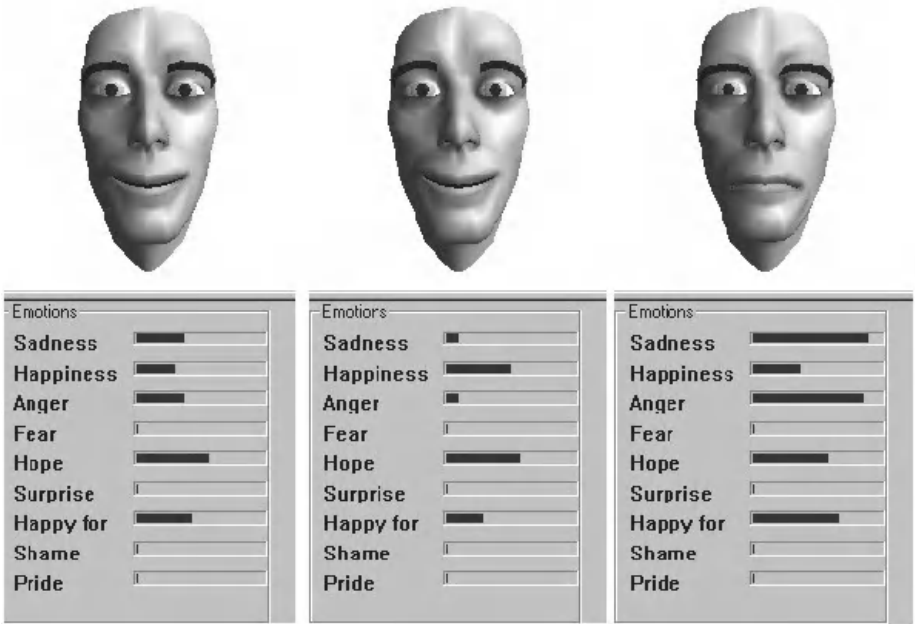 Emotions
Sadness
Happiness
Anger
Fear
Hope
Surprise
Happy for
Shame
Pride
Emotions
Sadness
Happiness
Anger
Fear
Hope
Surprise
Happy for
Shame
Pride
Emotions
Sadness
Happiness
Anger
Fear
Hope
Surprise
Happy for
Shame
Pride